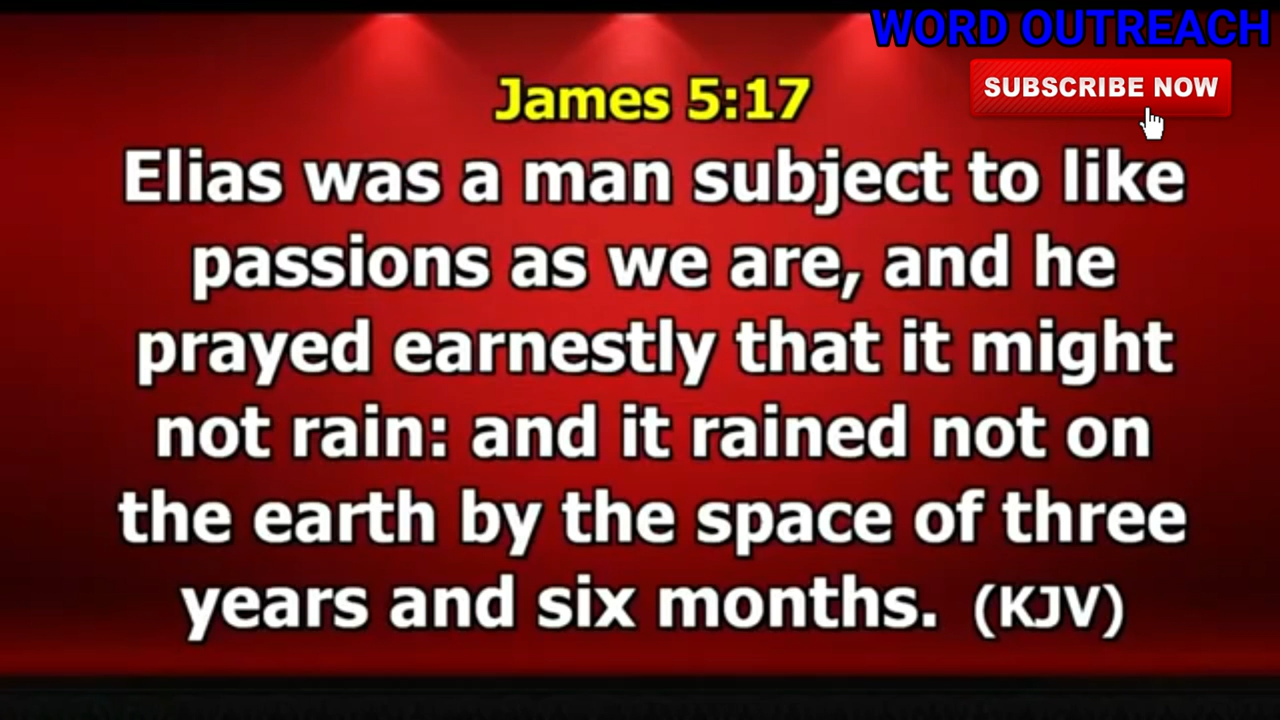 WORD OUTREACH
SUBSCRIBE NOW
James 5:17
Elias was a man subject to like
passions as we are, and he
prayed earnestly that it might
not rain: and it rained not on
the earth by the space of three
years and six months. (KJV)